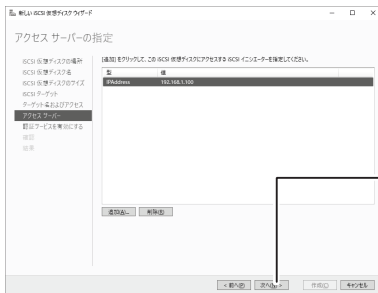 新しい iSCSI 仮想ディスク ウィザード
アクセス サーバーの指定
iSCSI 仮想ディスクの場所
iSCSI 仮想ディスク名
iSCSI 仮想ディスクのサイズ
iSCSI ターゲット
ターゲット名およびアクセス
アクセス サーバー
認証サービスを有効にする
確認
結果
[追加] をクリックして、この iSCSI 仮想ディスクにアクセスする iSCSI イニシエーターを指定してください。
型 値
IPAddress 192.168.1.100
追加(A)... 削除(R)
< 前へ(P) 次へ(N) > 作成(C) キャンセル